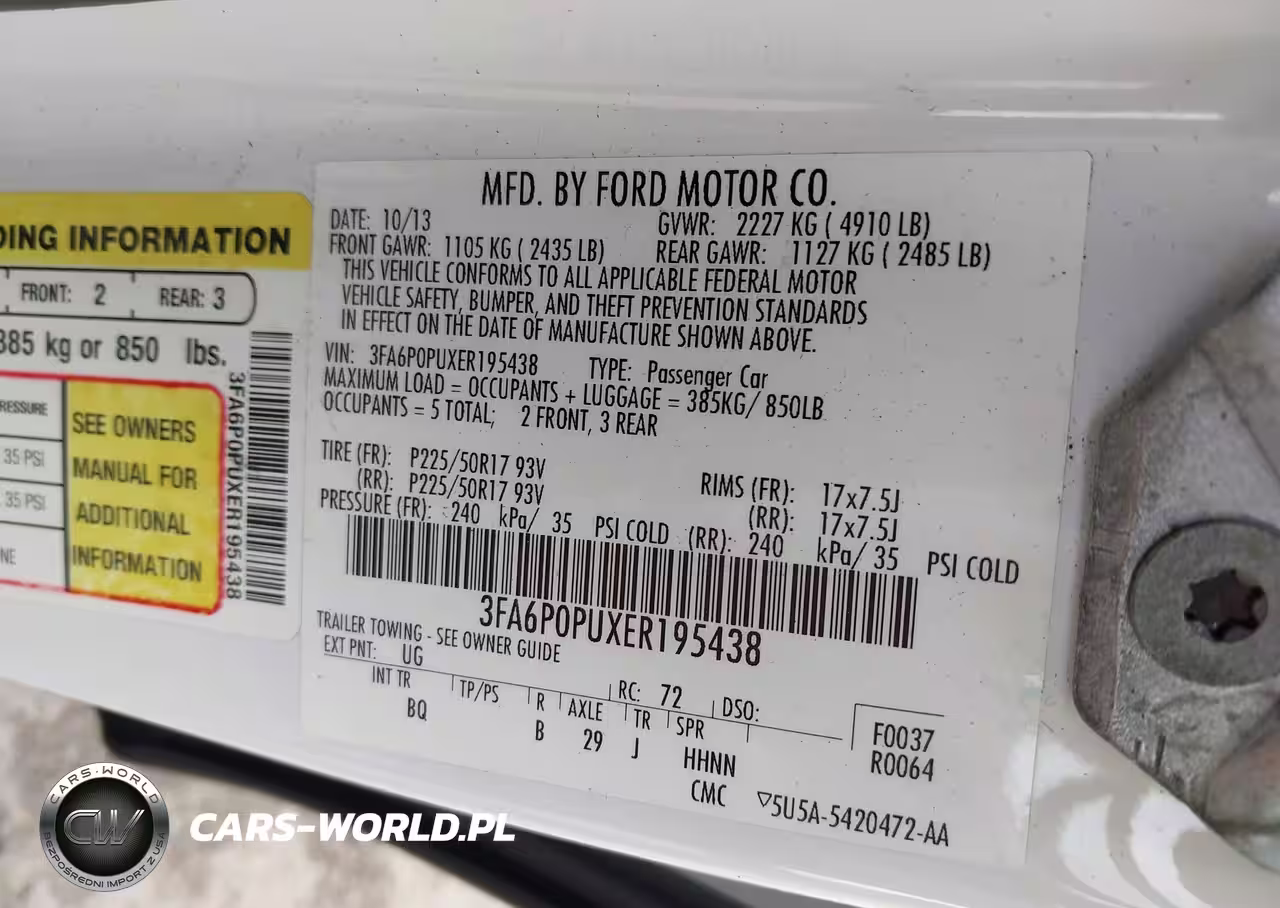 DING INFORMATION
FRONT: 2 REAR: 3
385 kg or 850 lbs.
RESSURE
35 PSI
35 PSI
NE
SEE OWNERS
MANUAL FOR
ADDITIONAL
INFORMATION
3FA6P0PUXER195438
MFD. BY FORD MOTOR CO.
DATE: 10/13 GVWR: 2227 KG ( 4910 LB)
FRONT GAWR: 1105 KG ( 2435 LB) REAR GAWR: 1127 KG ( 2485 LB)
THIS VEHICLE CONFORMS TO ALL APPLICABLE FEDERAL MOTOR
VEHICLE SAFETY, BUMPER, AND THEFT PREVENTION STANDARDS
IN EFFECT ON THE DATE OF MANUFACTURE SHOWN ABOVE.
VIN: 3FA6P0PUXER195438 TYPE: Passenger Car
MAXIMUM LOAD = OCCUPANTS + LUGGAGE = 385KG/ 850LB
OCCUPANTS = 5 TOTAL; 2 FRONT, 3 REAR
TIRE (FR): P225/50R17 93V RIMS (FR): 17x7.5J
(RR): P225/50R17 93V (RR): 17x7.5J
PRESSURE (FR): 240 kPa/ 35 PSI COLD (RR): 240 kPa/ 35 PSI COLD
3FA6P0PUXER195438
TRAILER TOWING - SEE OWNER GUIDE
EXT PNT: UG RC: 72 DSO:
INT TR TP/PS R AXLE TR SPR
BQ B 29 J HHNN
F0037
R0064
CMC ▽5U5A-5420472-AA
CARS-WORLD
CW
BEZPOŚREDNI IMPORT Z USA
CARS-WORLD.PL